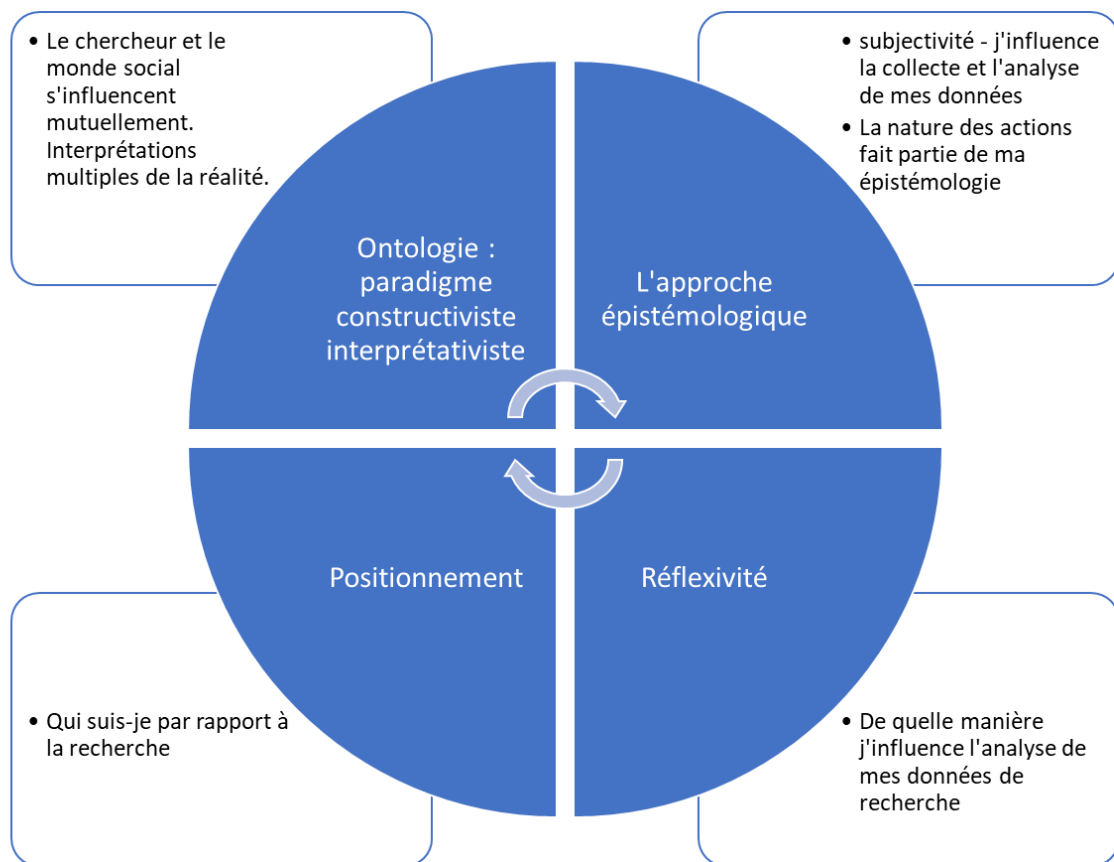 • Le chercheur et le
monde social
s'influencent
mutuellement.
Interprétations
multiples de la réalité.
• subjectivité - j'influence
la collecte et l'analyse
de mes données
• La nature des actions
fait partie de ma
épistémologie
Ontologie :
paradigme
constructiviste
interprétativiste
L'approche
épistémologique
Positionnement
Réflexivité
• Qui suis-je par rapport à
la recherche
• De quelle manière
j'influence l'analyse de
mes données de
recherche